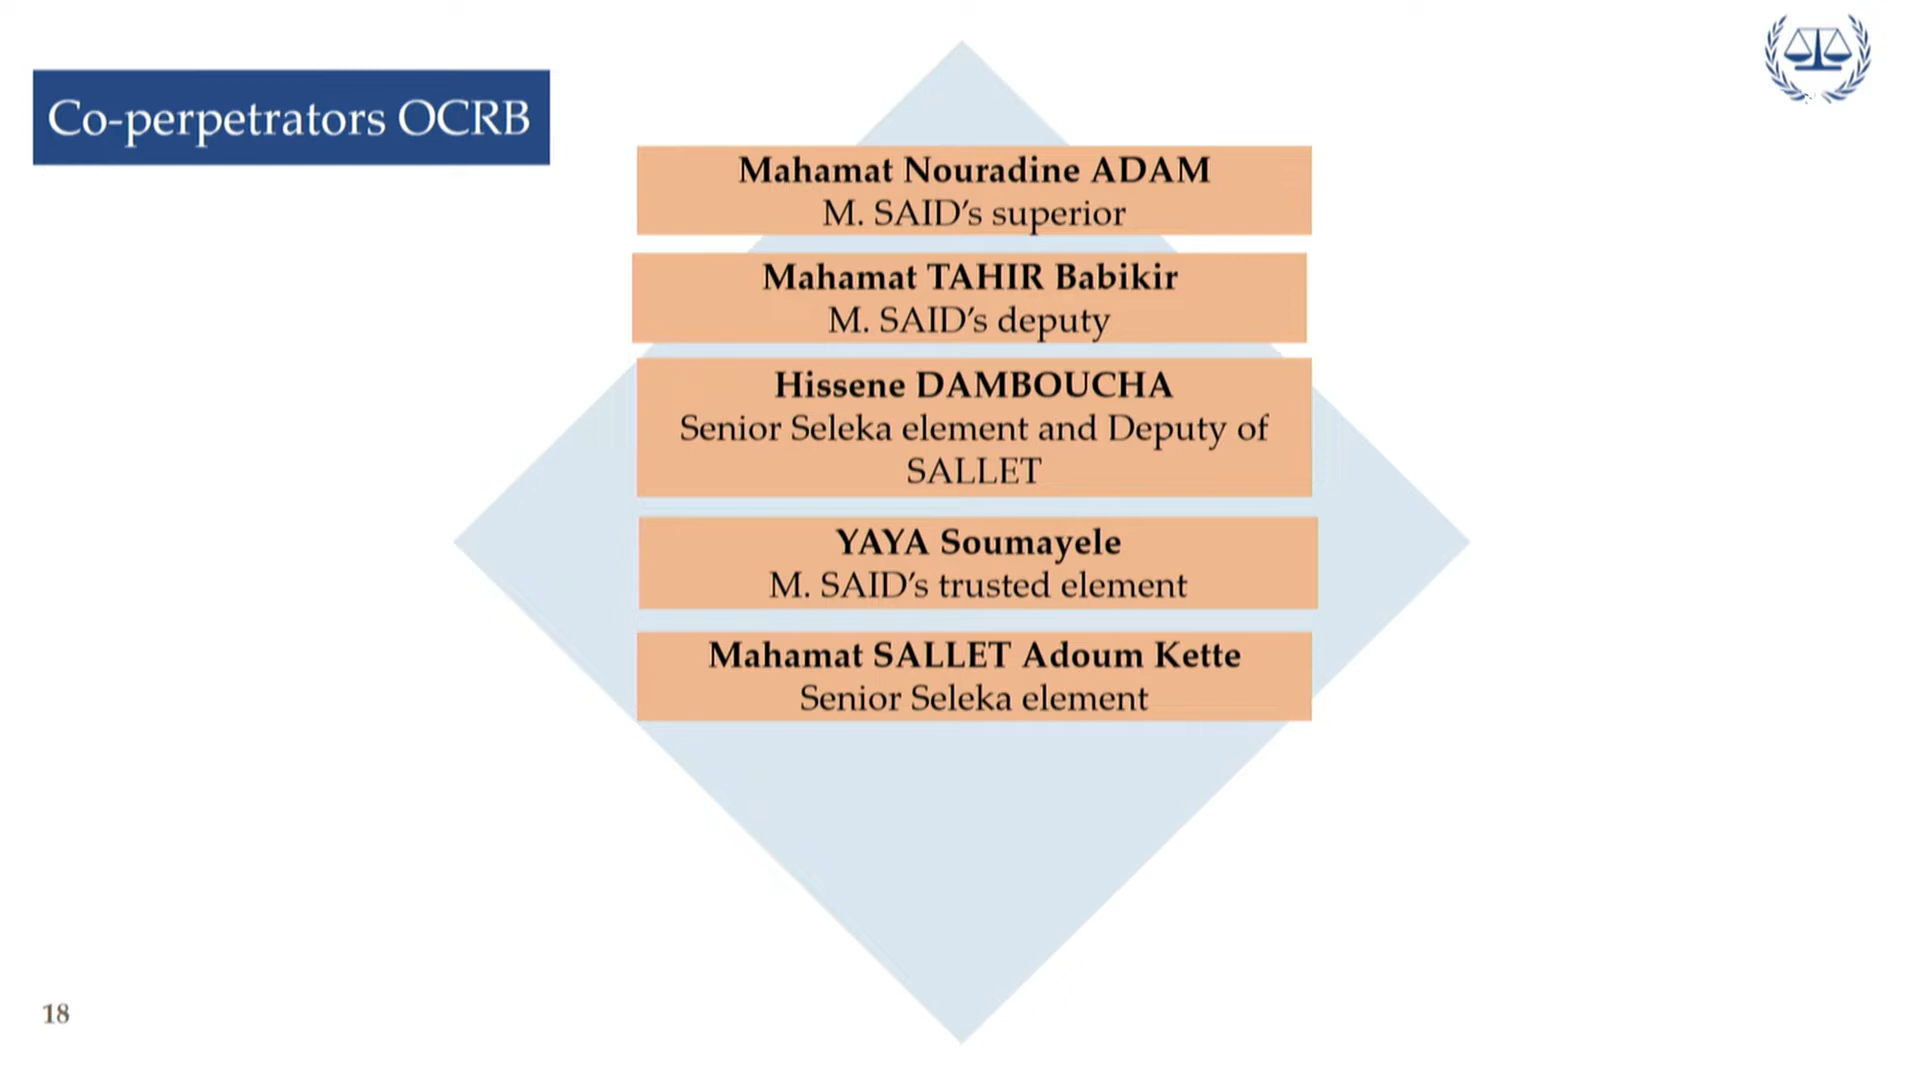 Co-perpetrators OCRB
Mahamat Nouradine ADAM
M. SAID’s superior
Mahamat TAHIR Babikir
M. SAID’s deputy
Hissene DAMBOUCHA
Senior Seleka element and Deputy of
SALLET
YAYA Soumayele
M. SAID’s trusted element
Mahamat SALLET Adoum Kette
Senior Seleka element
18